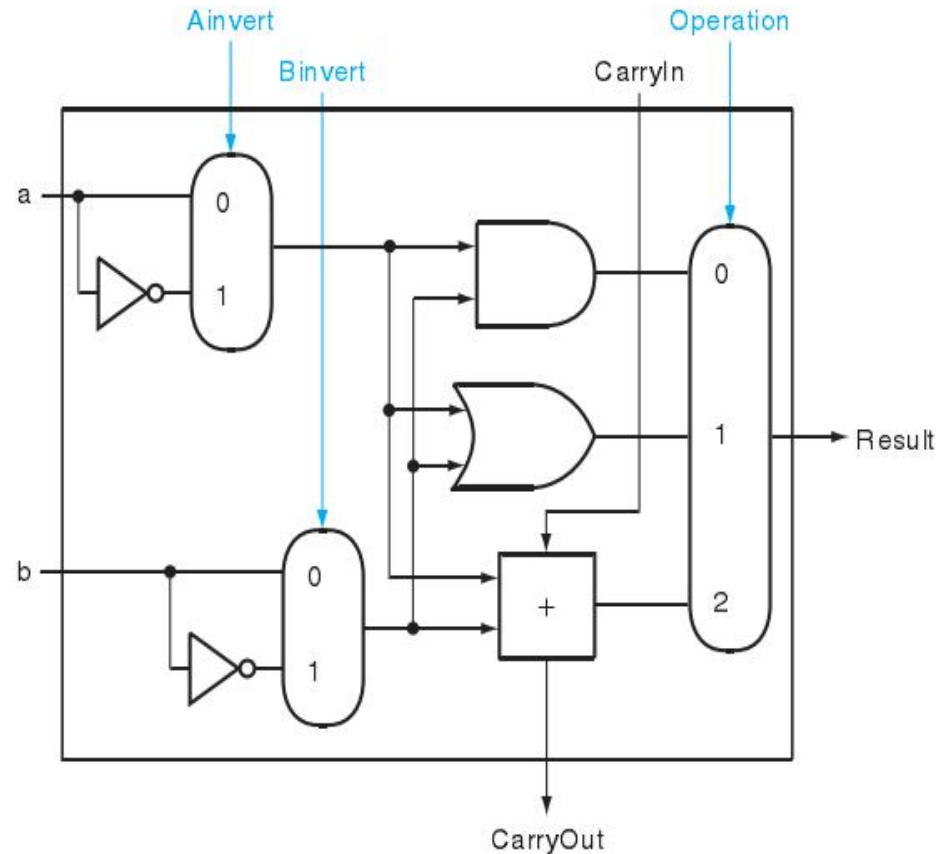 Ainvert
Operation
Binvert
CarryIn
a
0
0
1
1
Result
b
0
2
+
1
CarryOut